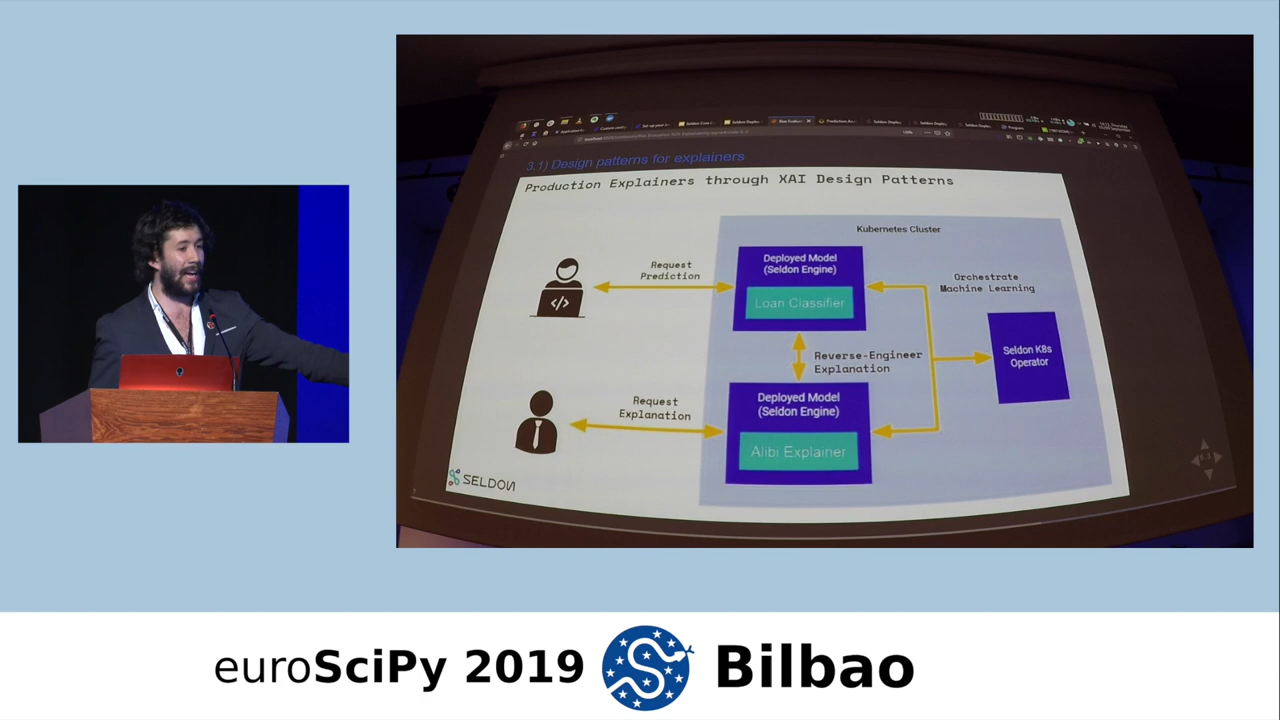 3.1) Design patterns for explainers
Production Explainers through XAI Design Patterns
Kubernetes Cluster
Request
Prediction
Deployed Model
(Seldon Engine)
Loan Classifier
Orchestrate
Machine Learning
</>
Reverse-Engineer
Explanation
Seldon K8s
Operator
Request
Explanation
Deployed Model
(Seldon Engine)
Alibi Explainer
SELDON
euroSciPy 2019
Bilbao